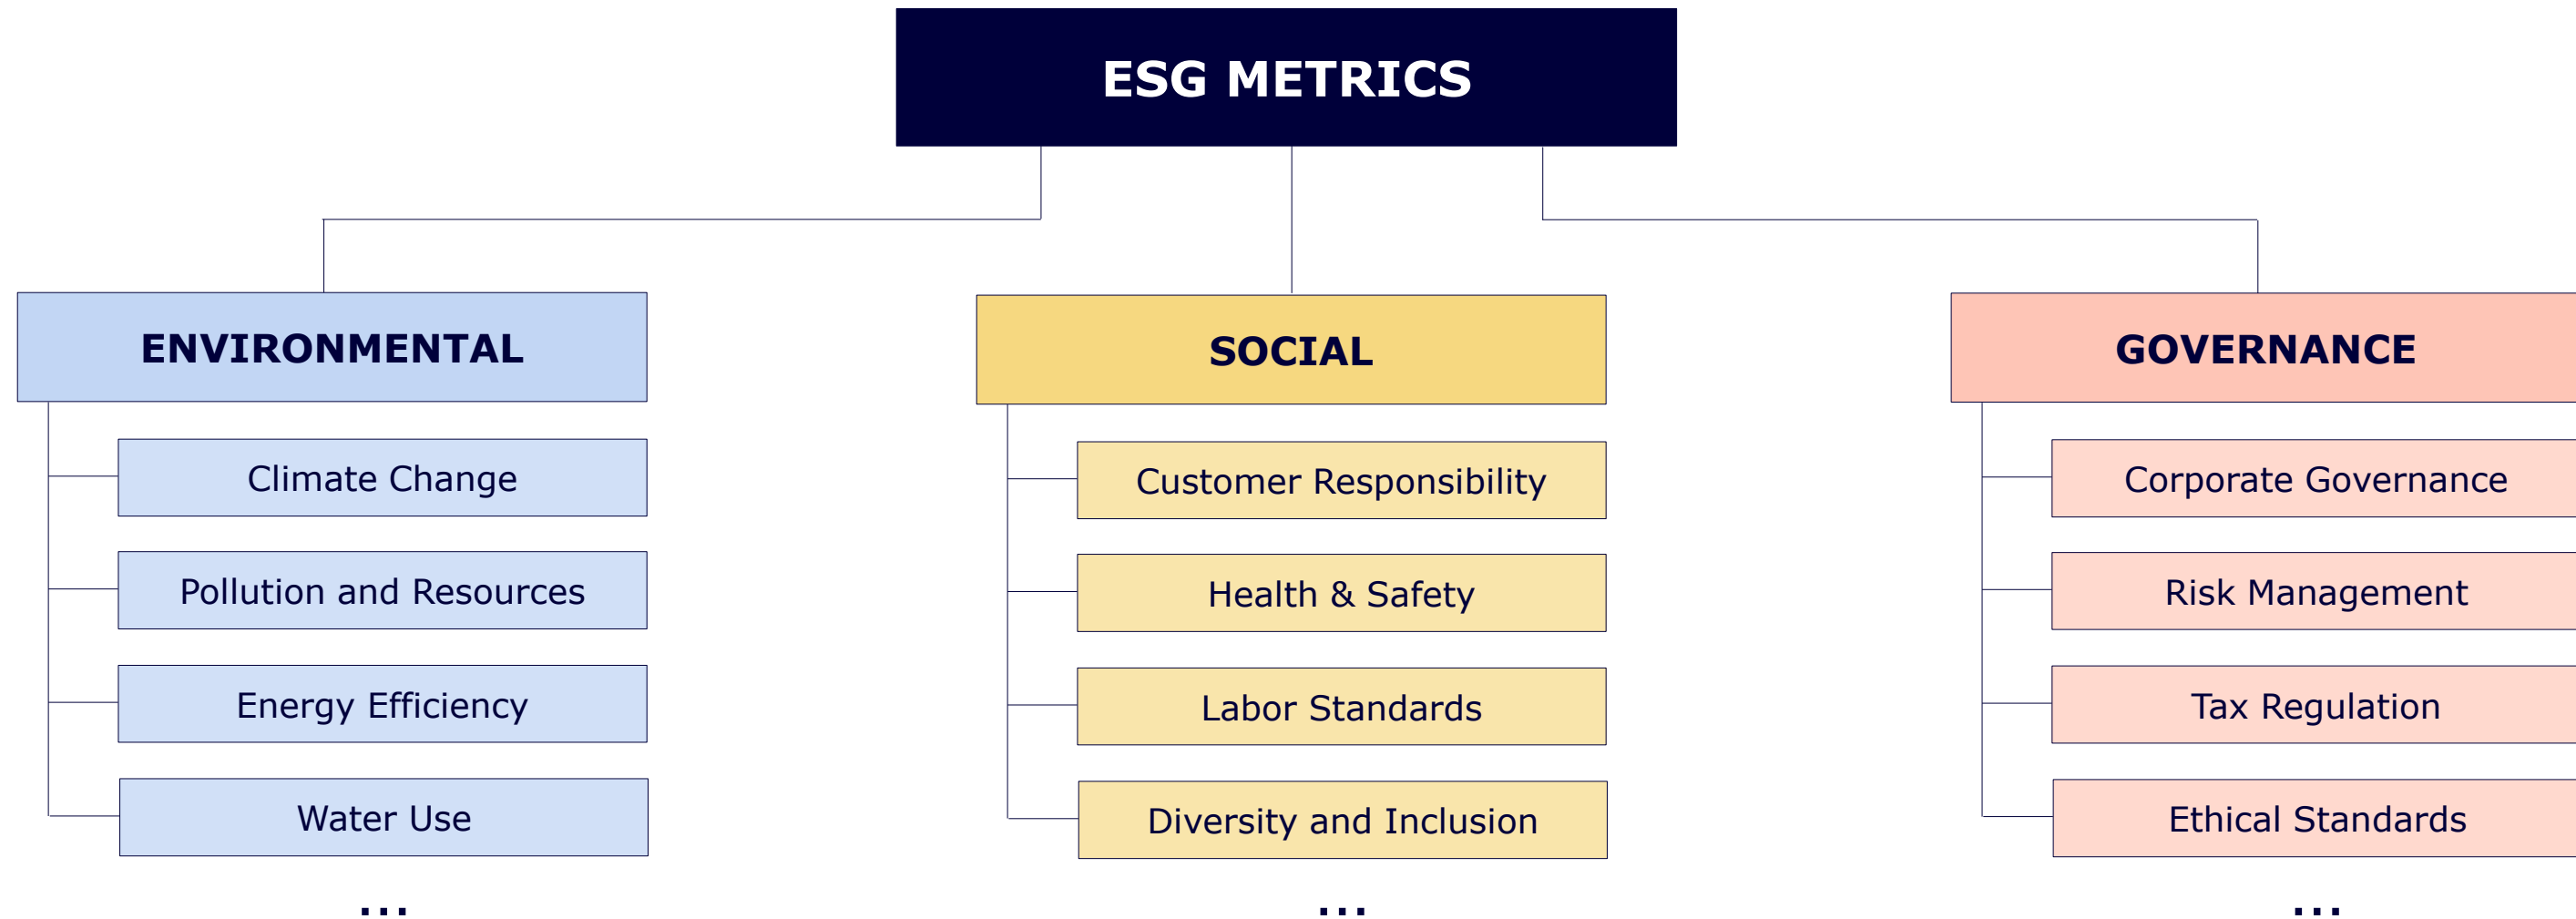 ESG METRICS
ENVIRONMENTAL
Climate Change
Pollution and Resources
Energy Efficiency
Water Use
...
SOCIAL
Customer Responsibility
Health & Safety
Labor Standards
Diversity and Inclusion
...
GOVERNANCE
Corporate Governance
Risk Management
Tax Regulation
Ethical Standards
...